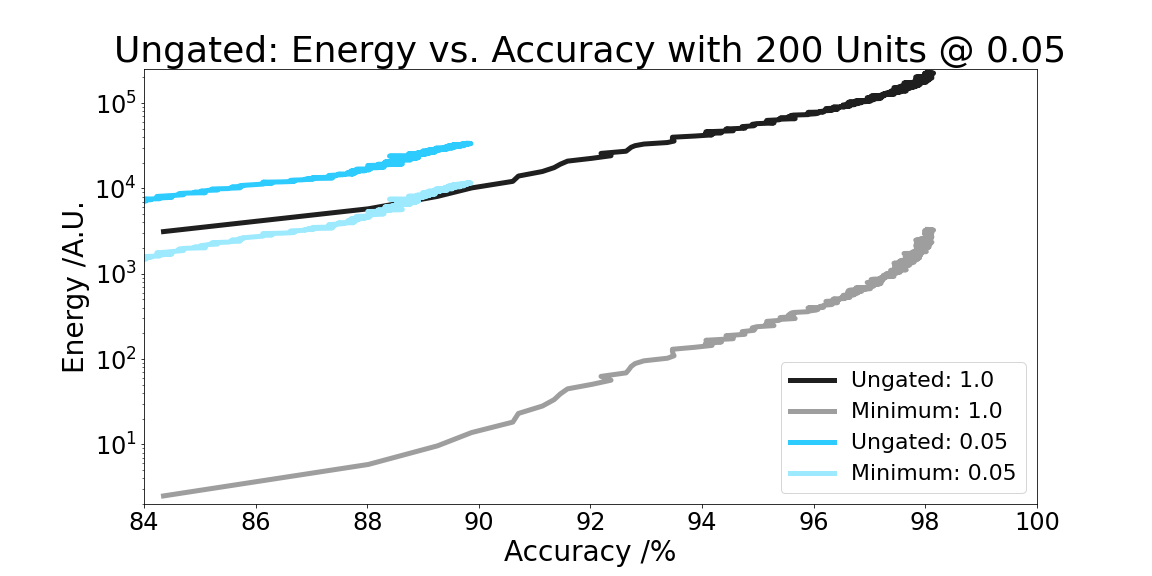 Ungated: Energy vs. Accuracy with 200 Units @ 0.05
Energy /A.U.
10^5
10^4
10^3
10^2
10^1
Ungated: 1.0
Minimum: 1.0
Ungated: 0.05
Minimum: 0.05
84 86 88 90 92 94 96 98 100
Accuracy /%